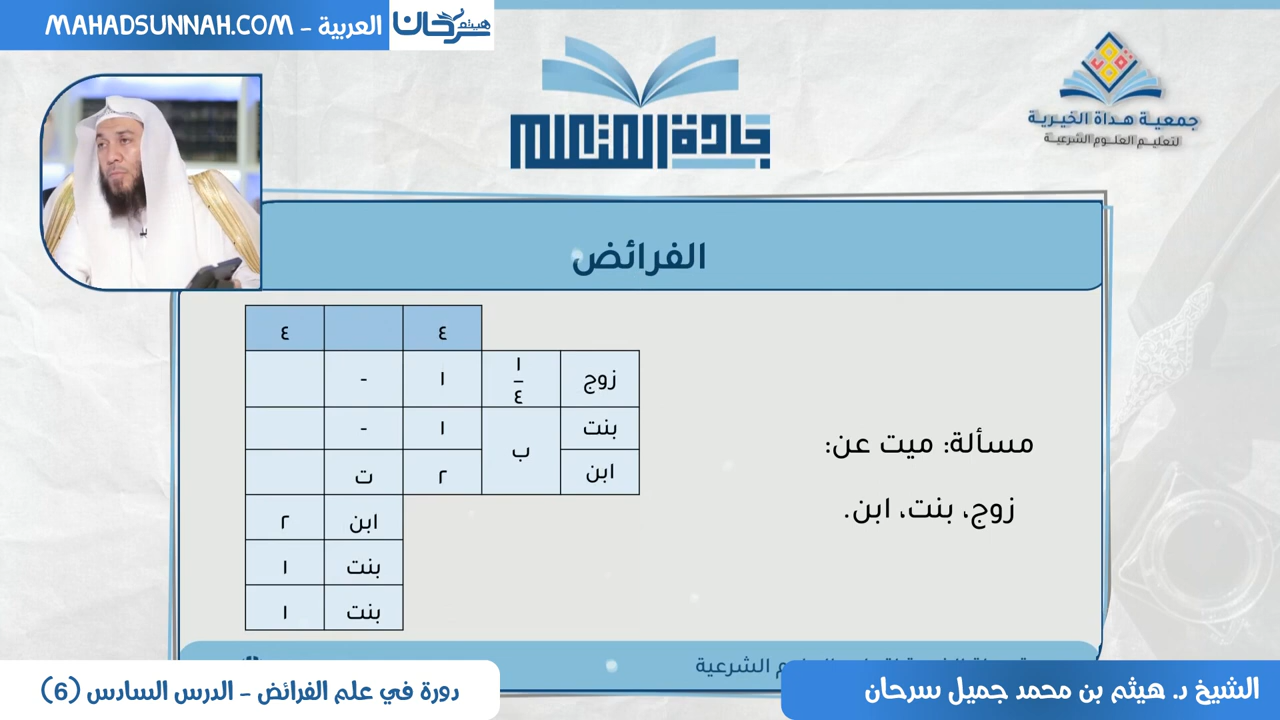 MAHADSUNNAH.COM - العربية
هيثم سرحان
جادة المتعلم
جمعية هداة الخيرية
لتعليم العلوم الشرعية
الفرائض
٤ ٤
زوج ١/٤ ١ -
بنت ب ١ -
ابن ٢ ت
ابن ٢
بنت ١
بنت ١
مسألة: ميت عن:
زوج، بنت، ابن.
الشرعية
الشيخ د. هيثم بن محمد جميل سرحان
دورة في علم الفرائض - الدرس السادس (6)